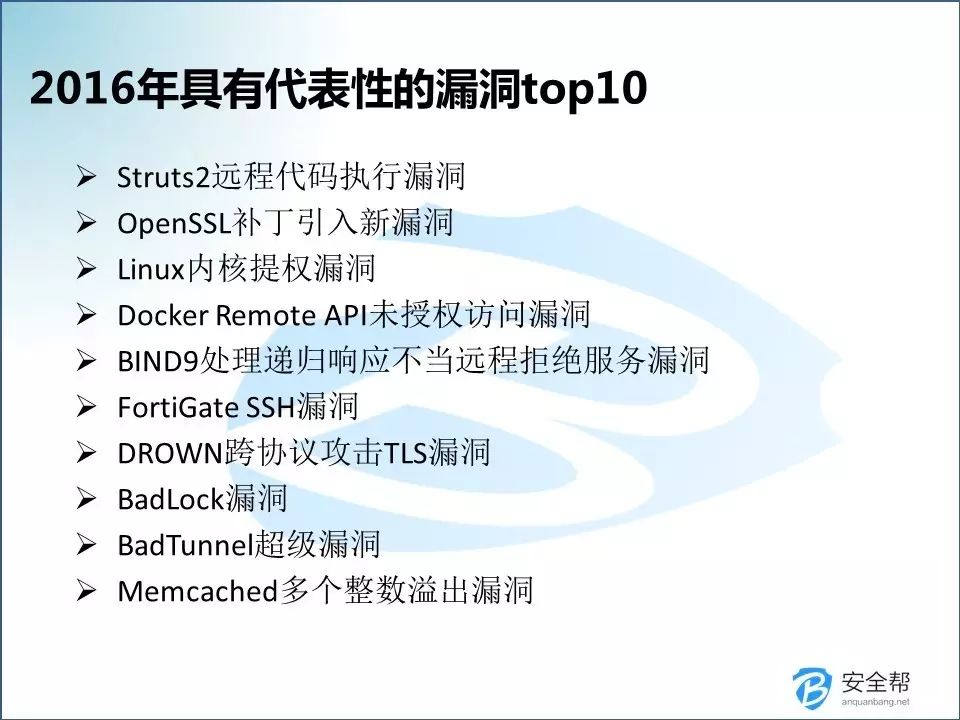 2016年具有代表性的漏洞top10
➢ Struts2远程代码执行漏洞
➢ OpenSSL补丁引入新漏洞
➢ Linux内核提权漏洞
➢ Docker Remote API未授权访问漏洞
➢ BIND9处理递归响应不当远程拒绝服务漏洞
➢ FortiGate SSH漏洞
➢ DROWN跨协议攻击TLS漏洞
➢ BadLock漏洞
➢ BadTunnel超级漏洞
➢ Memcached多个整数溢出漏洞
安全帮
anquanbang.net